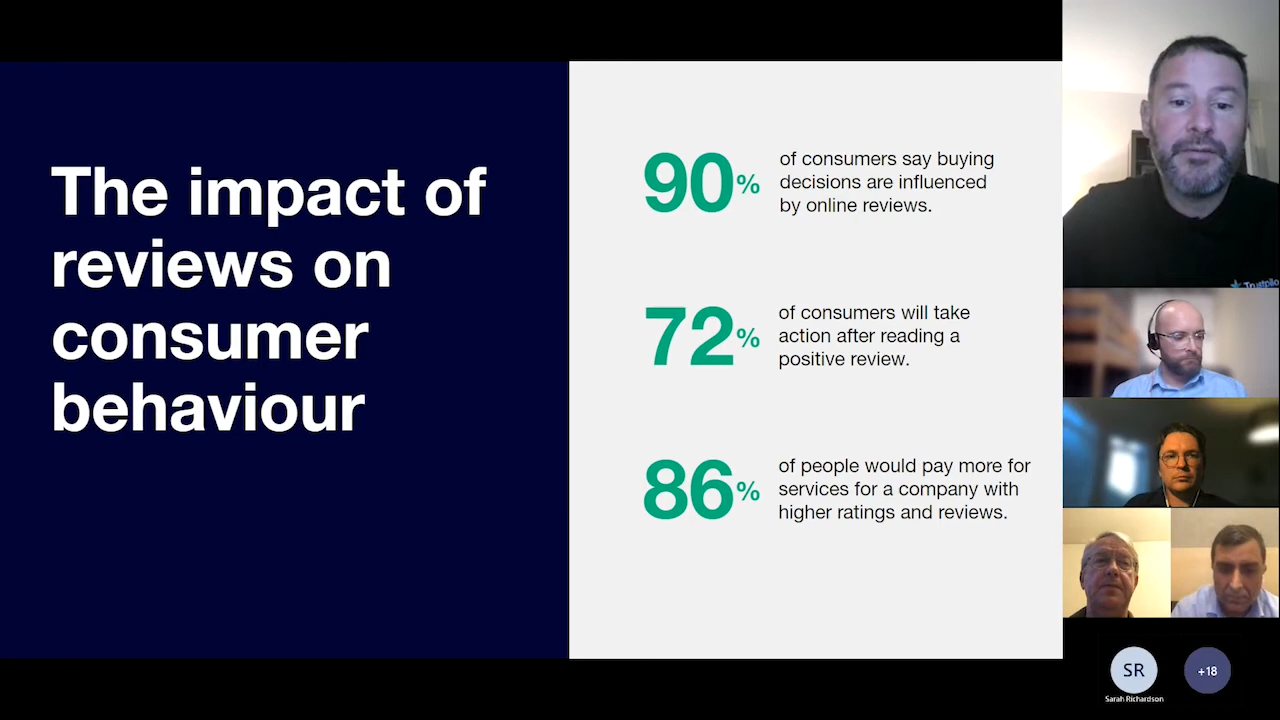 The impact of
reviews on
consumer
behaviour
90%
of consumers say buying
decisions are influenced
by online reviews.
72%
of consumers will take
action after reading a
positive review.
86%
of people would pay more for
services for a company with
higher ratings and reviews.
Trustpilo
SR
Sarah Richardson
+18